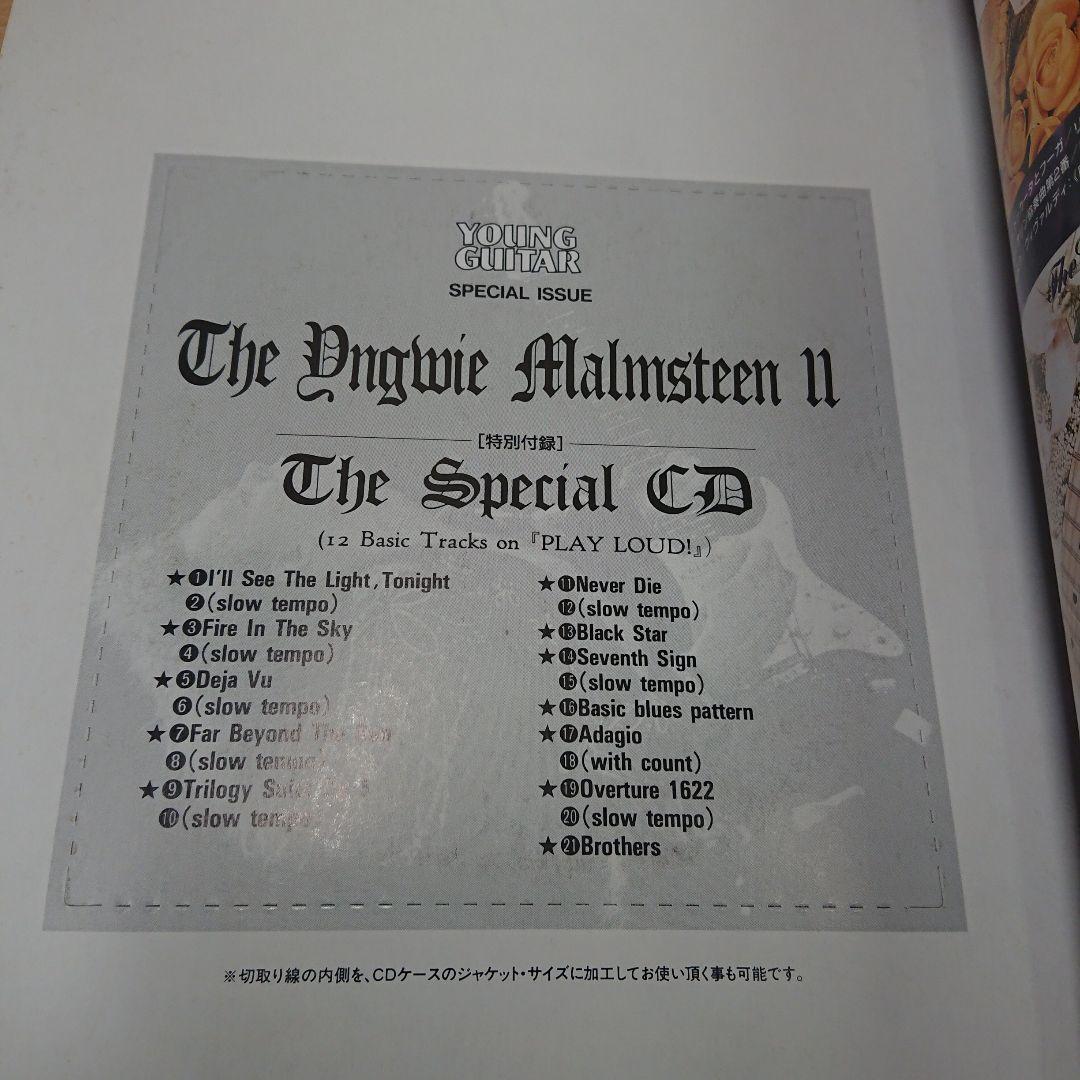 YOUNG
GUITAR
SPECIAL ISSUE
The Yngwie Malmsteen II
[特別付録]
The Special CD
(12 Basic Tracks on『PLAY LOUD!』)
★❶I'll See The Light,Tonight
❷(slow tempo)
★❸Fire In The Sky
❹(slow tempo)
★❺Deja Vu
❻(slow tempo)
★❼Far Beyond The Sun
❽(slow tempo)
★❾Trilogy
❿(slow tempo
★⓫Never Die
⓬(slow tempo)
★⓭Black Star
★⓮Seventh Sign
⓯(slow tempo)
★⓰Basic blues pattern
★⓱Adagio
⓲(with count)
★⓳Overture 1622
⓴(slow tempo)
★㉑Brothers
※切取り線の内側を、CDケースのジャケット・サイズに加工してお使い頂く事も可能です。
The